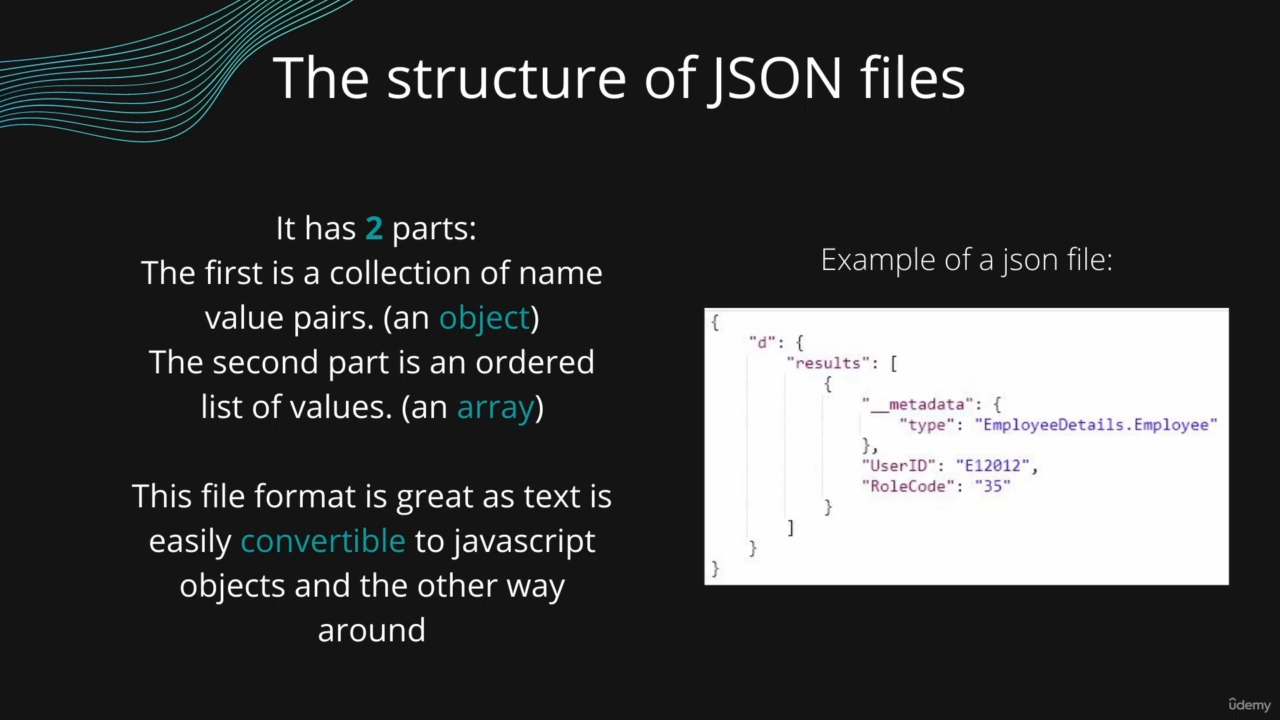 The structure of JSON files
It has 2 parts:
The first is a collection of name
value pairs. (an object)
The second part is an ordered
list of values. (an array)
This file format is great as text is
easily convertible to javascript
objects and the other way
around
Example of a json file:
{
"d": {
"results": [
{
"__metadata": {
"type": "EmployeeDetails.Employee"
},
"UserID": "E12012",
"RoleCode": "35"
}
]
}
}
ûdemy